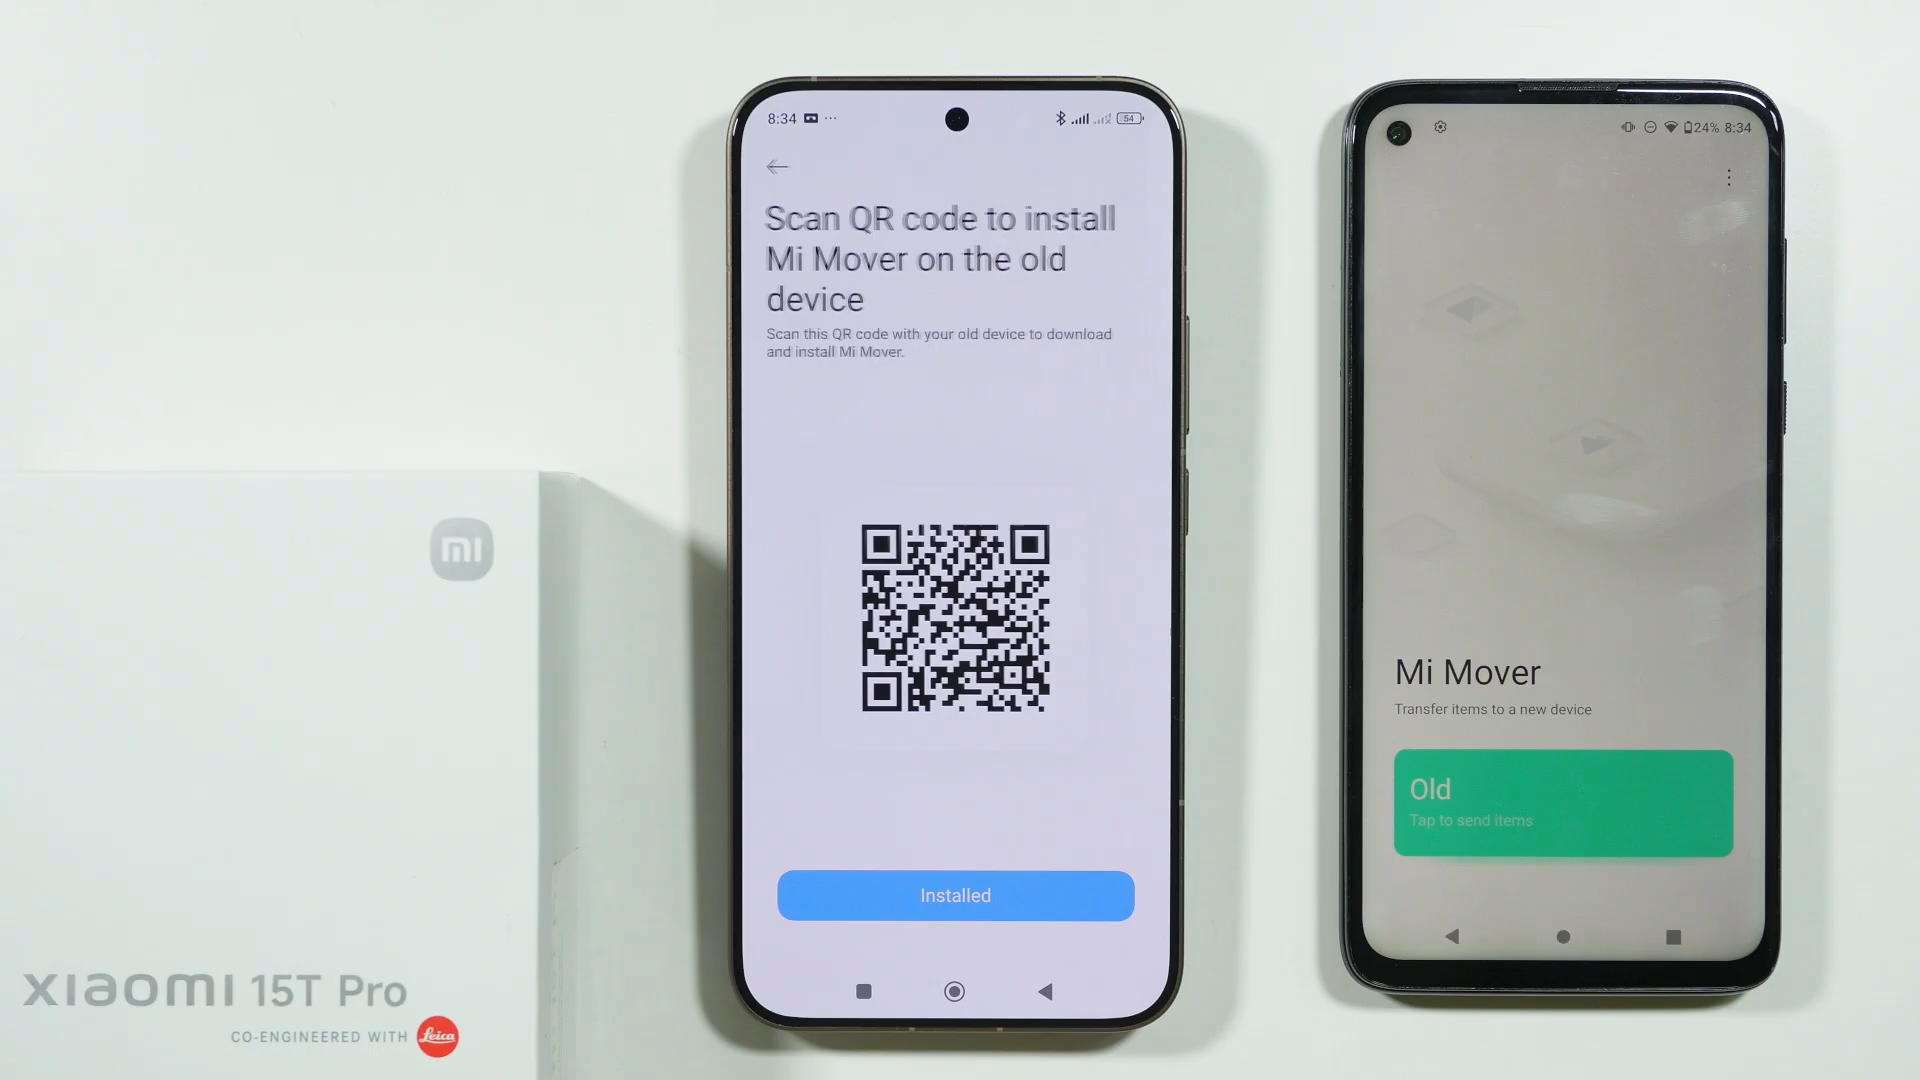 mi
xiaomi 15T Pro
CO-ENGINEERED WITH Leica
8:34
54
Scan QR code to install
Mi Mover on the old
device
Scan this QR code with your old device to download
and install Mi Mover.
Installed
24% 8:34
Mi Mover
Transfer items to a new device
Old
Tap to send items